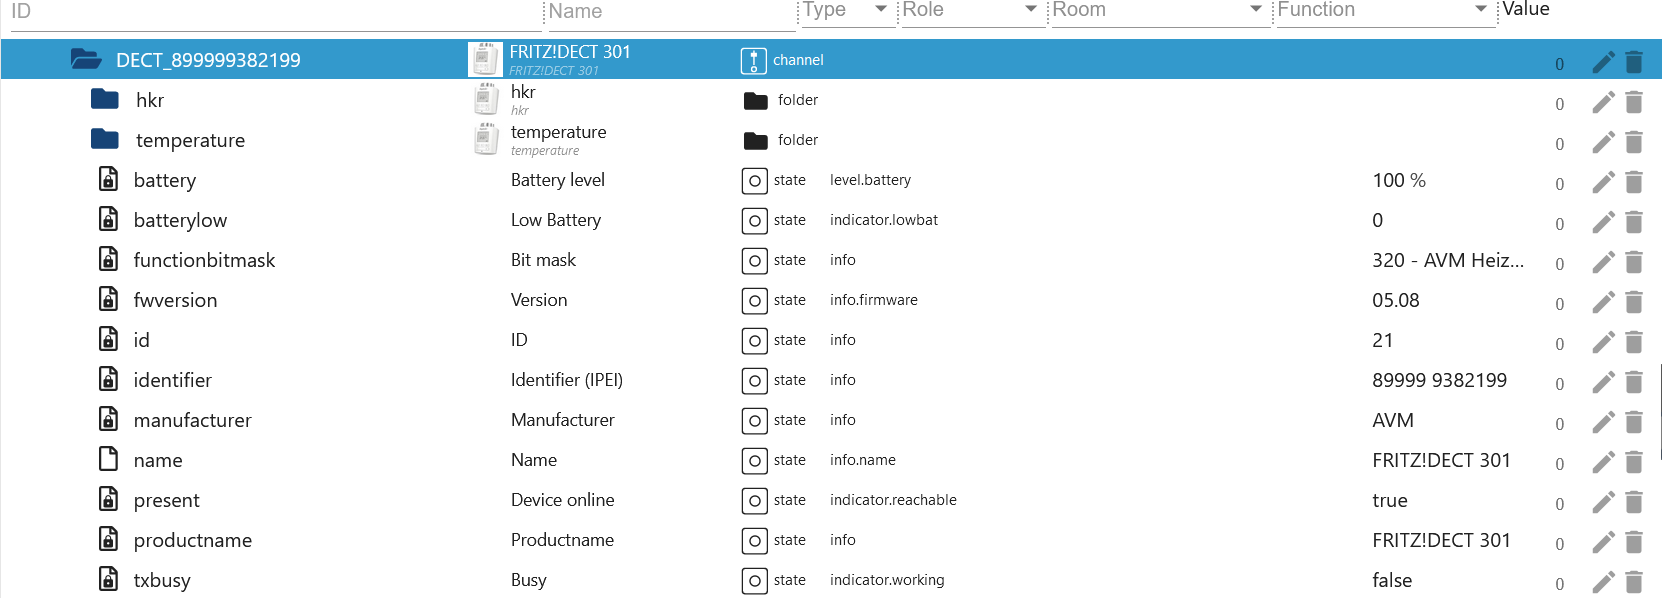 ID Name Type Role Room Function Value
DECT_899999382199 FRITZ!DECT 301 channel 0
FRITZ!DECT 301
hkr hkr folder 0
hkr
temperature temperature folder 0
temperature
battery Battery level state level.battery 100 % 0
batterylow Low Battery state indicator.lowbat 0 0
functionbitmask Bit mask state info 320 - AVM Heiz... 0
fwversion Version state info.firmware 05.08 0
id ID state info 21 0
identifier Identifier (IPEI) state info 89999 9382199 0
manufacturer Manufacturer state info AVM 0
name Name state info.name FRITZ!DECT 301 0
present Device online state indicator.reachable true 0
productname Productname state info FRITZ!DECT 301 0
txbusy Busy state indicator.working false 0